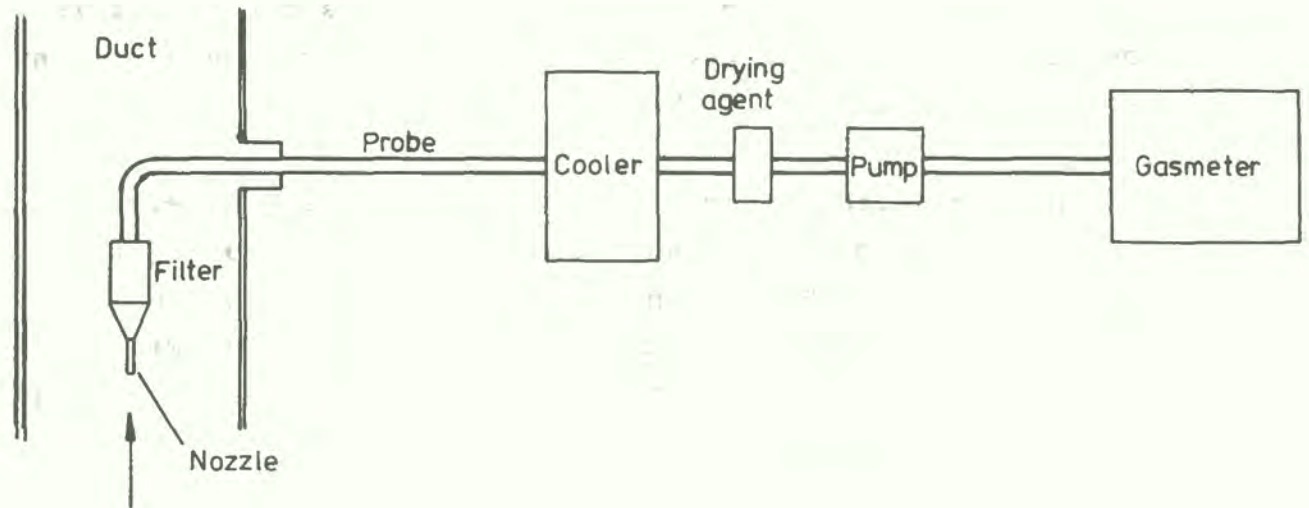 Duct
Probe
Filter
Nozzle
Cooler
Drying
agent
Pump
Gasmeter